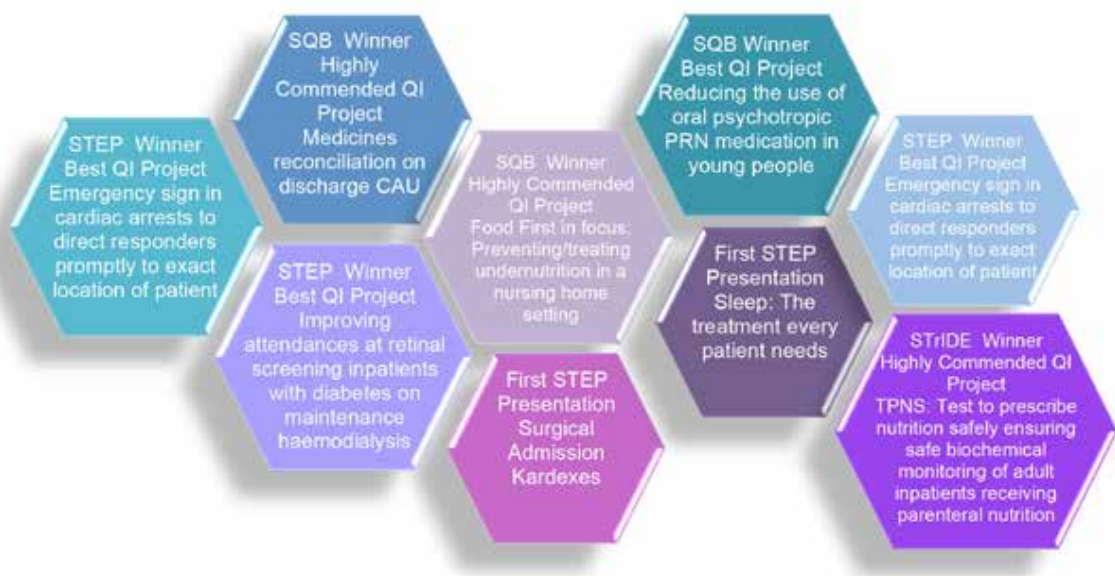 STEP Winner
Best QI Project
Emergency sign in
cardiac arrests to
direct responders
promptly to exact
location of patient
SQB Winner
Highly
Commended QI
Project
Medicines
reconciliation on
discharge CAU
STEP Winner
Best QI Project
Improving
attendances at retinal
screening inpatients
with diabetes on
maintenance
haemodialysis
SQB Winner
Highly Commended
QI Project
Food First in focus:
Preventing/treating
undernutrition in a
nursing home
setting
First STEP
Presentation
Surgical
Admission
Kardexes
SQB Winner
Best QI Project
Reducing the use of
oral psychotropic
PRN medication in
young people
First STEP
Presentation
Sleep: The
treatment every
patient needs
STEP Winner
Best QI Project
Emergency sign in
cardiac arrests to
direct responders
promptly to exact
location of patient
STrIDE Winner
Highly Commended QI
Project
TPNS: Test to prescribe
nutrition safely ensuring
safe biochemical
monitoring of adult
inpatients receiving
parenteral nutrition